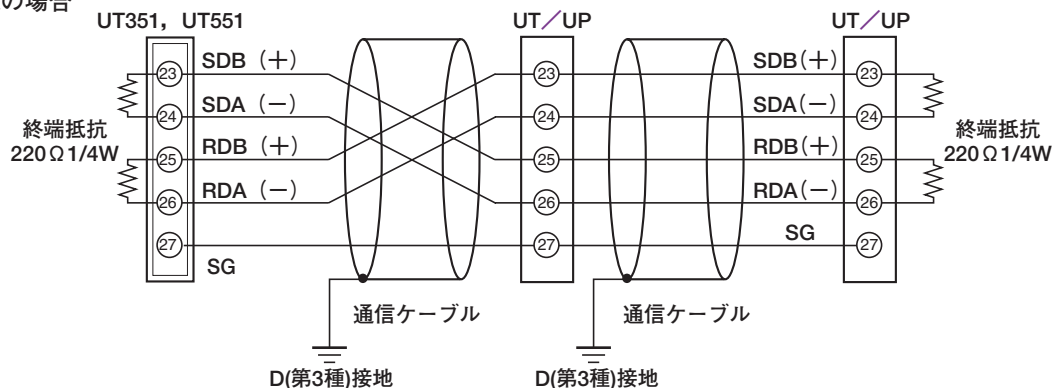 の場合
UT351，UT551
UT／UP
UT／UP
23 SDB（＋）
24 SDA（－）
25 RDB（＋）
26 RDA（－）
27
SG
終端抵抗
220Ω1/4W
23
24
25
26
27
SDB(＋) 23
SDA(－) 24
RDB(＋) 25
RDA(－) 26
SG 27
終端抵抗
220Ω1/4W
通信ケーブル
通信ケーブル
D(第3種)接地
D(第3種)接地